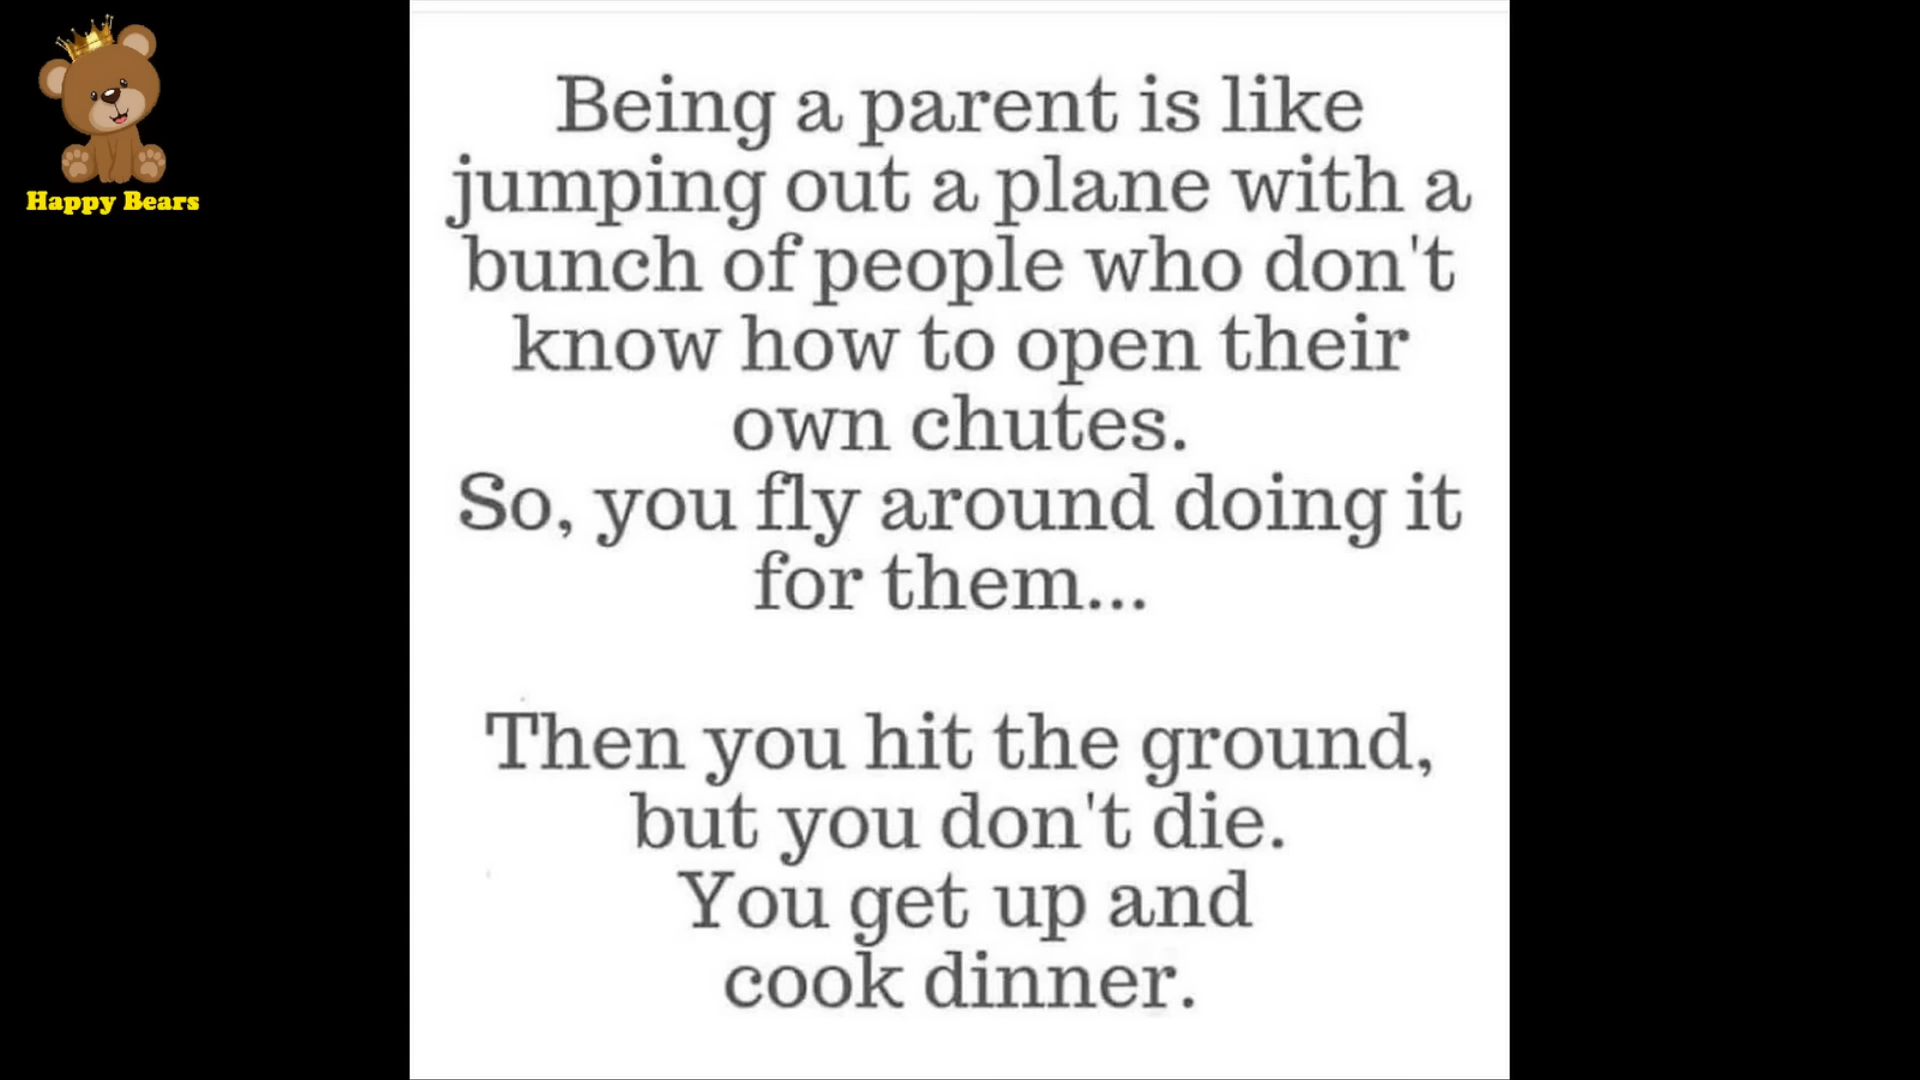 Happy Bears
Being a parent is like
jumping out a plane with a
bunch of people who don't
know how to open their
own chutes.
So, you fly around doing it
for them...
Then you hit the ground,
but you don't die.
You get up and
cook dinner.